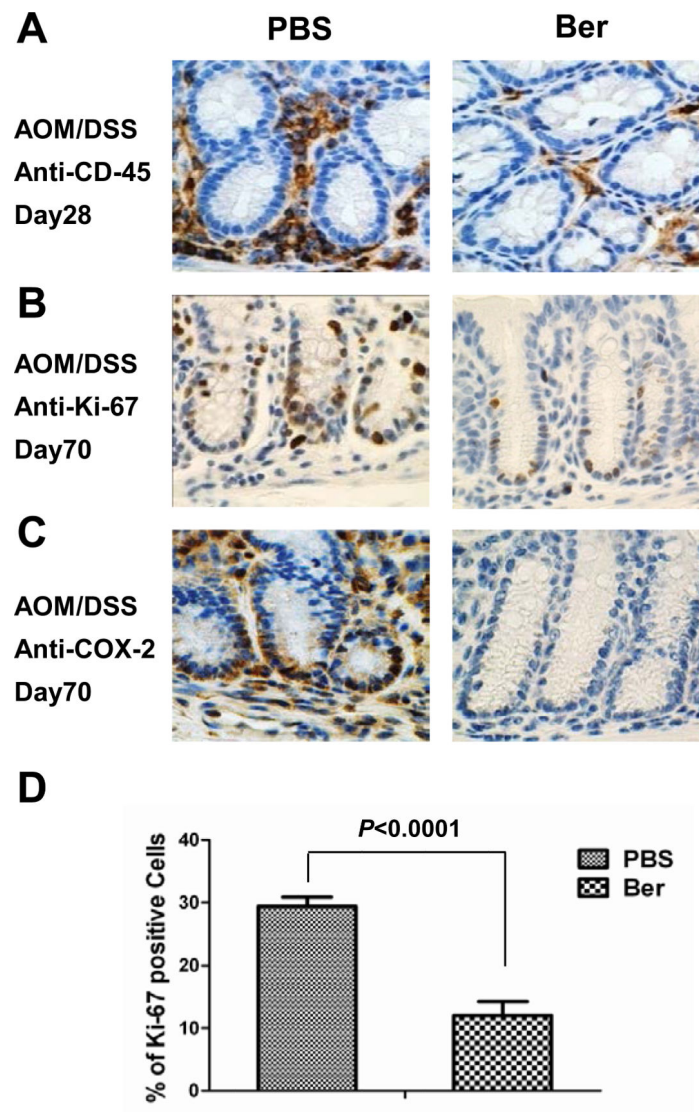 A
PBS
Ber
AOM/DSS
Anti-CD-45
Day28
B
AOM/DSS
Anti-Ki-67
Day70
C
AOM/DSS
Anti-COX-2
Day70
D
P<0.0001
% of Ki-67 positive Cells
40
30
20
10
0
PBS
Ber